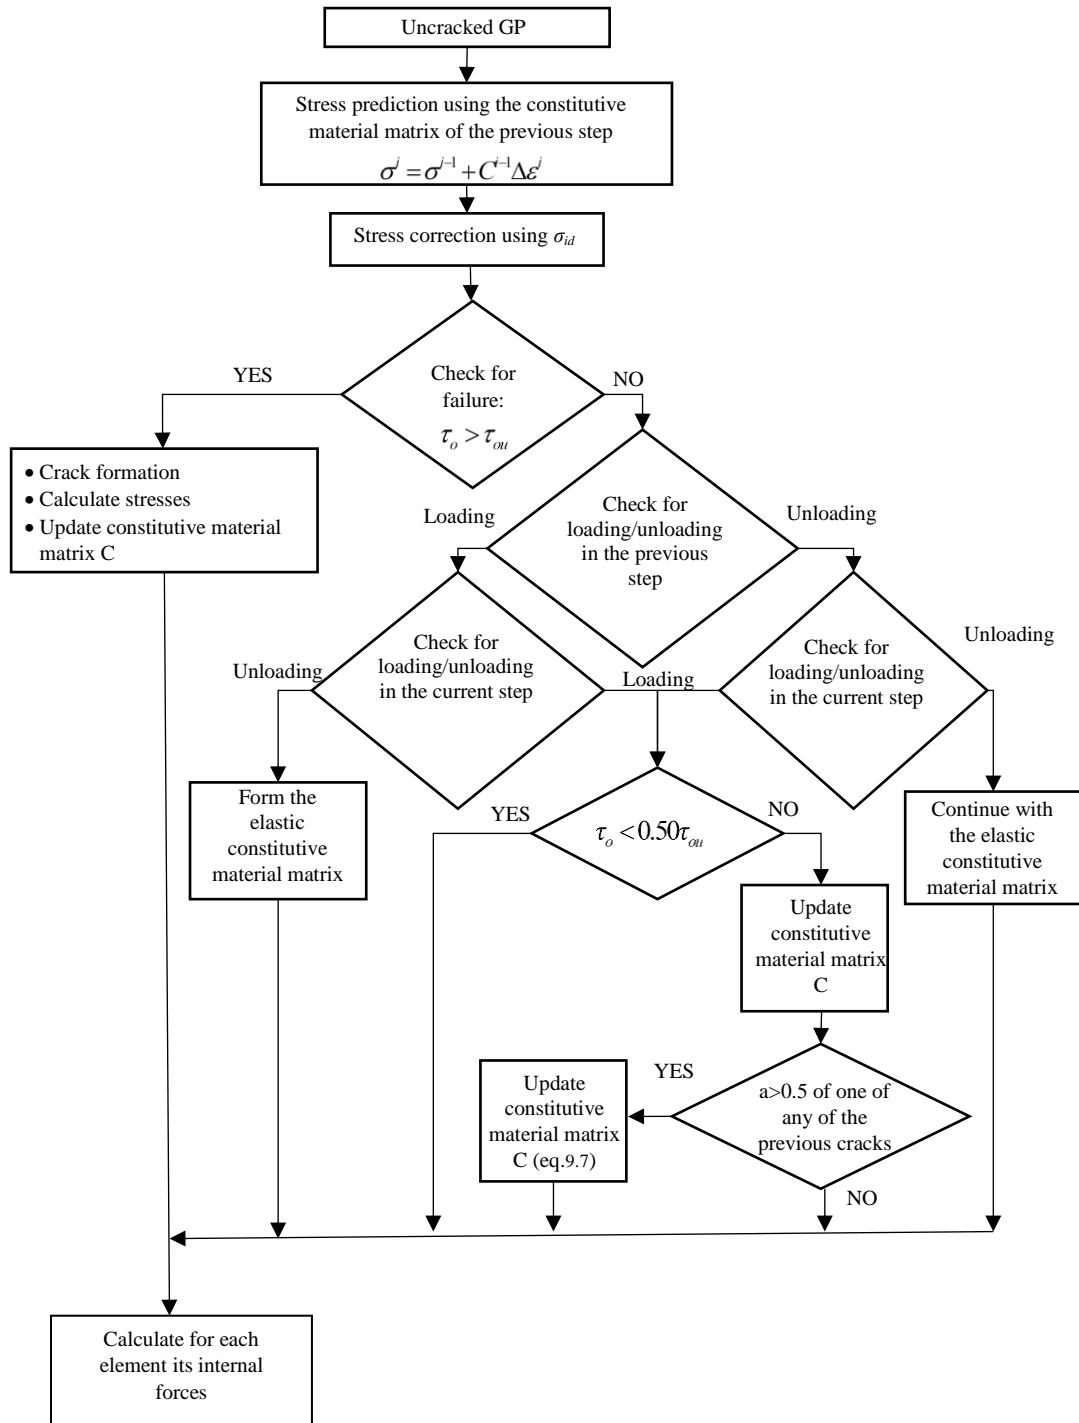 Uncracked GP
Stress prediction using the constitutive
material matrix of the previous step
σ^i = σ^{i-1} + C^{i-1}Δε^i
Stress correction using σ_id
YES
Check for
failure:
τ_o > τ_ou
NO
• Crack formation
• Calculate stresses
• Update constitutive material
matrix C
Loading
Check for
loading/unloading
in the previous
step
Unloading
Unloading
Check for
loading/unloading
in the current step
Loading
Check for
loading/unloading
in the current step
Unloading
Form the
elastic
constitutive
material matrix
YES
τ_o < 0.50τ_ou
NO
Continue with
the elastic
constitutive
material matrix
Update
constitutive
material matrix
C
Update
constitutive
material matrix
C (eq.9.7)
YES
a>0.5 of one of
any of the
previous cracks
NO
Calculate for each
element its internal
forces